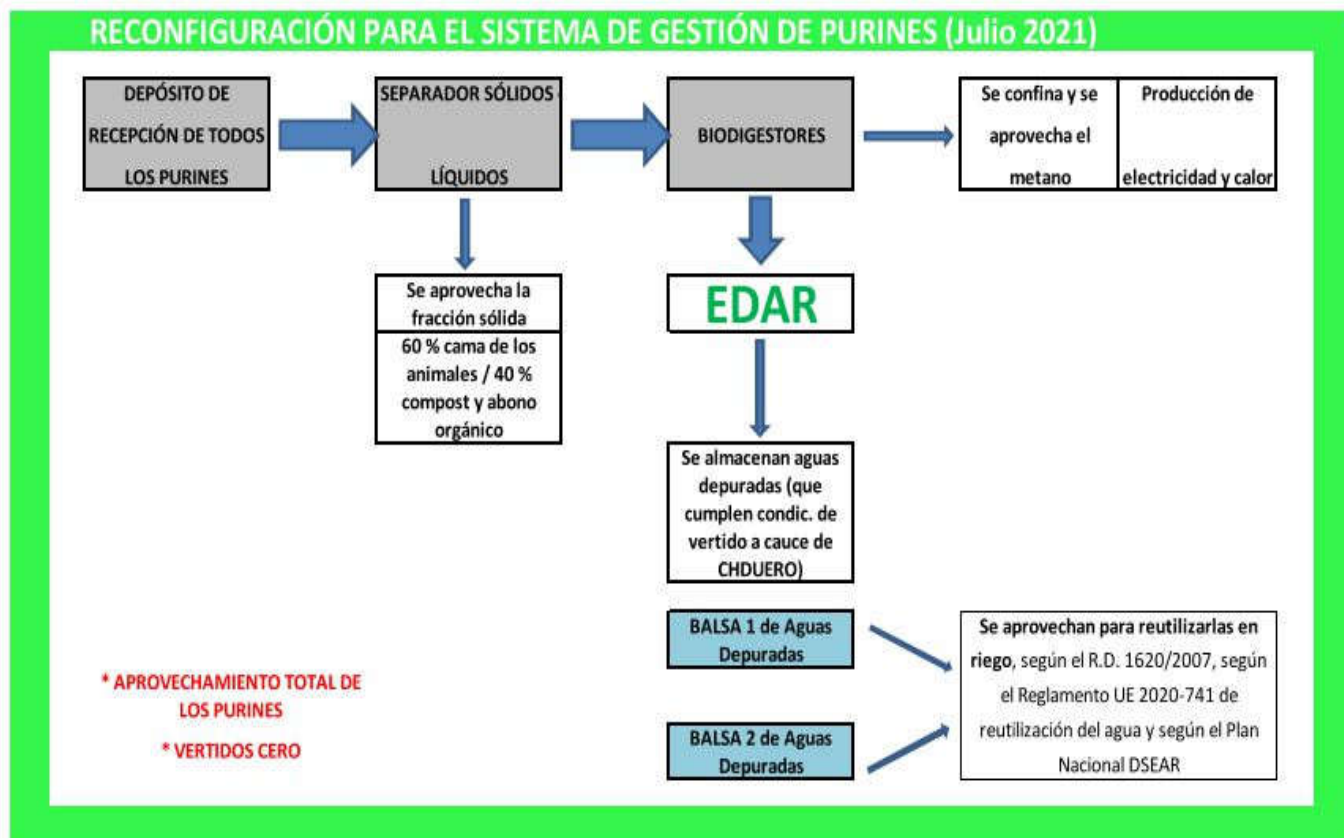 RECONFIGURACIÓN PARA EL SISTEMA DE GESTIÓN DE PURINES (Julio 2021)
DEPÓSITO DE
RECEPCIÓN DE TODOS
LOS PURINES
SEPARADOR SÓLIDOS -
LÍQUIDOS
BIODIGESTORES
Se confina y se
aprovecha el
metano
Producción de
electricidad y calor
Se aprovecha la
fracción sólida
60 % cama de los
animales / 40 %
compost y abono
orgánico
EDAR
Se almacenan aguas
depuradas (que
cumplen condic. de
vertido a cauce de
CHDUERO)
BALSA 1 de Aguas
Depuradas
BALSA 2 de Aguas
Depuradas
Se aprovechan para reutilizarlas en
riego, según el R.D. 1620/2007, según
el Reglamento UE 2020-741 de
reutilización del agua y según el Plan
Nacional DSEAR
* APROVECHAMIENTO TOTAL DE
LOS PURINES
* VERTIDOS CERO